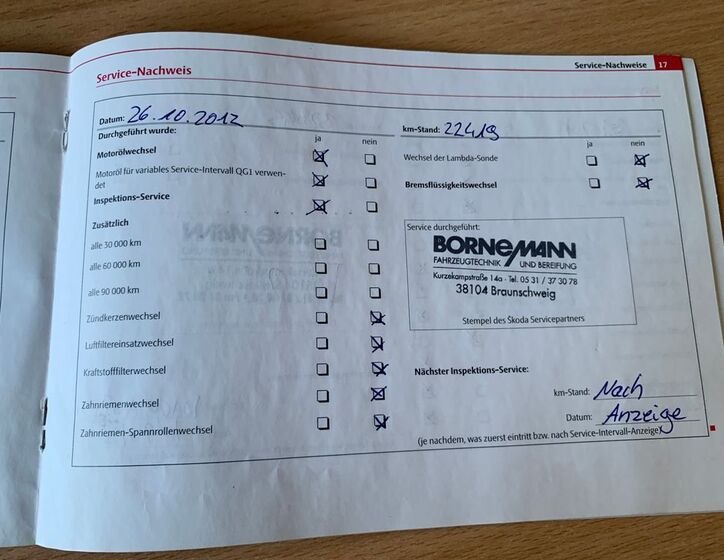 Service-Nachweise 17
Service-Nachweis
Datum: 26.10.2012
km-Stand: 22419
Durchgeführt wurde:
ja nein
ja nein
Motorölwechsel
Wechsel der Lambda-Sonde
Motoröl für variables Service-Intervall QG1 verwen-
det
Bremsflüssigkeitswechsel
Inspektions-Service
Zusätzlich
alle 30 000 km
alle 60 000 km
alle 90 000 km
Zündkerzenwechsel
Luftfiltereinsatzwechsel
Kraftstofffilterwechsel
Zahnriemenwechsel
Zahnriemen-Spannrollenwechsel
Service durchgeführt:
BORNEMANN
FAHRZEUGTECHNIK UND BEREIFUNG
Kurzekampstraße 14a · Tel. 05 31 / 37 30 78
38104 Braunschweig
Stempel des Škoda Servicepartners
Nächster Inspektions-Service:
km-Stand: Nach
Datum: Anzeige
(je nachdem, was zuerst eintritt bzw. nach Service-Intervall-Anzeige)